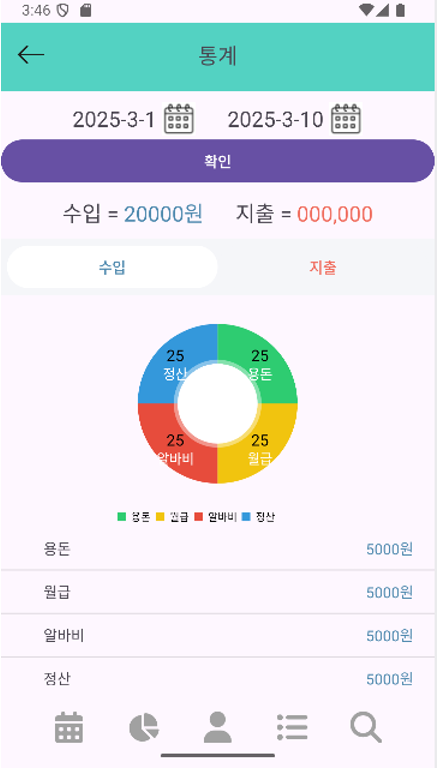 3:46
통계
2025-3-1 2025-3-10
확인
수입 = 20000원 지출 = 000,000
수입 지출
25 25
정산 용돈
25 25
알바비 월급
용돈 월급 알바비 정산
용돈 5000원
월급 5000원
알바비 5000원
정산 5000원